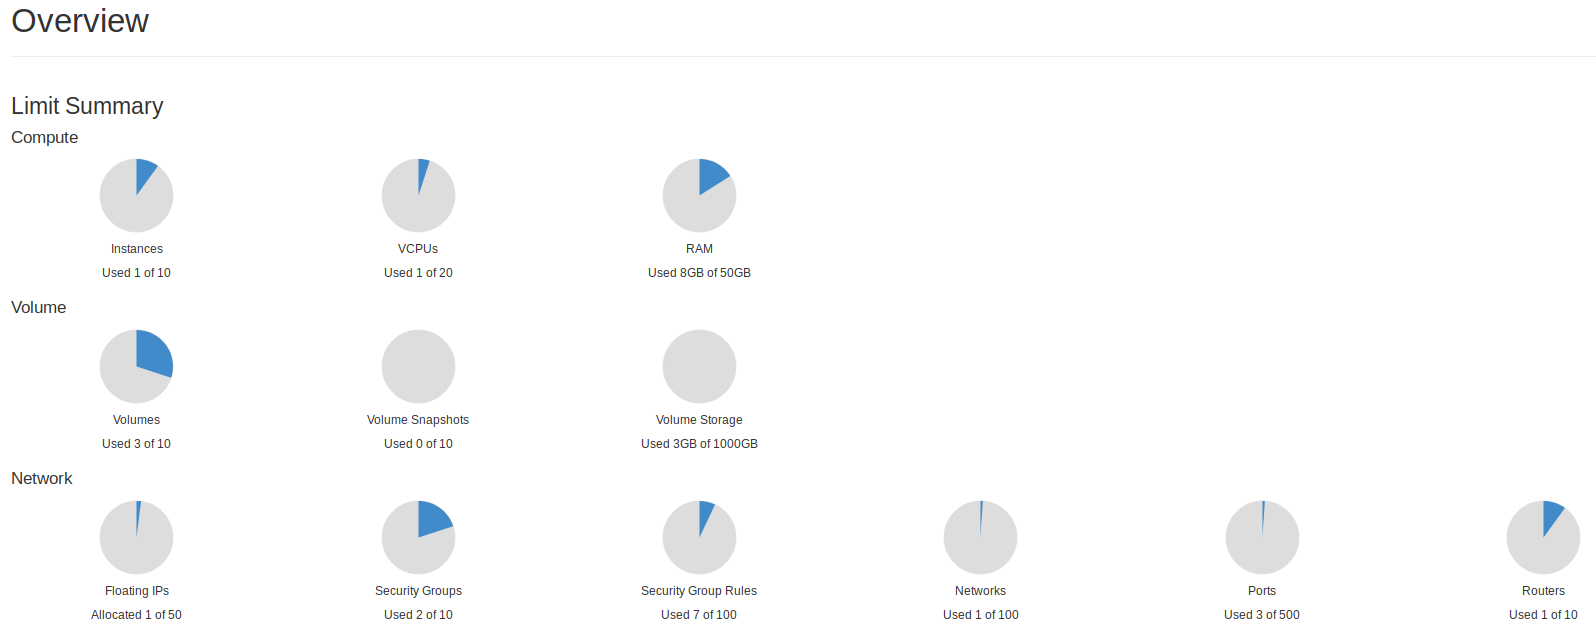 Overview
Limit Summary
Compute
Instances
Used 1 of 10
VCPUs
Used 1 of 20
RAM
Used 8GB of 50GB
Volume
Volumes
Used 3 of 10
Volume Snapshots
Used 0 of 10
Volume Storage
Used 3GB of 1000GB
Network
Floating IPs
Allocated 1 of 50
Security Groups
Used 2 of 10
Security Group Rules
Used 7 of 100
Networks
Used 1 of 100
Ports
Used 3 of 500
Routers
Used 1 of 10